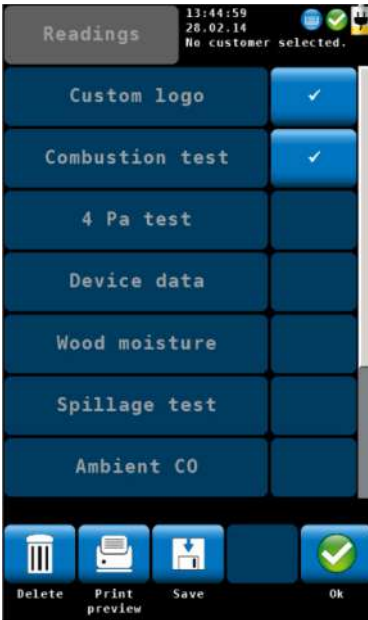 Readings
13:44:59
28.02.14
No customer selected.
Custom logo
Combustion test
4 Pa test
Device data
Wood moisture
Spillage test
Ambient CO
Delete
Print
preview
Save
Ok